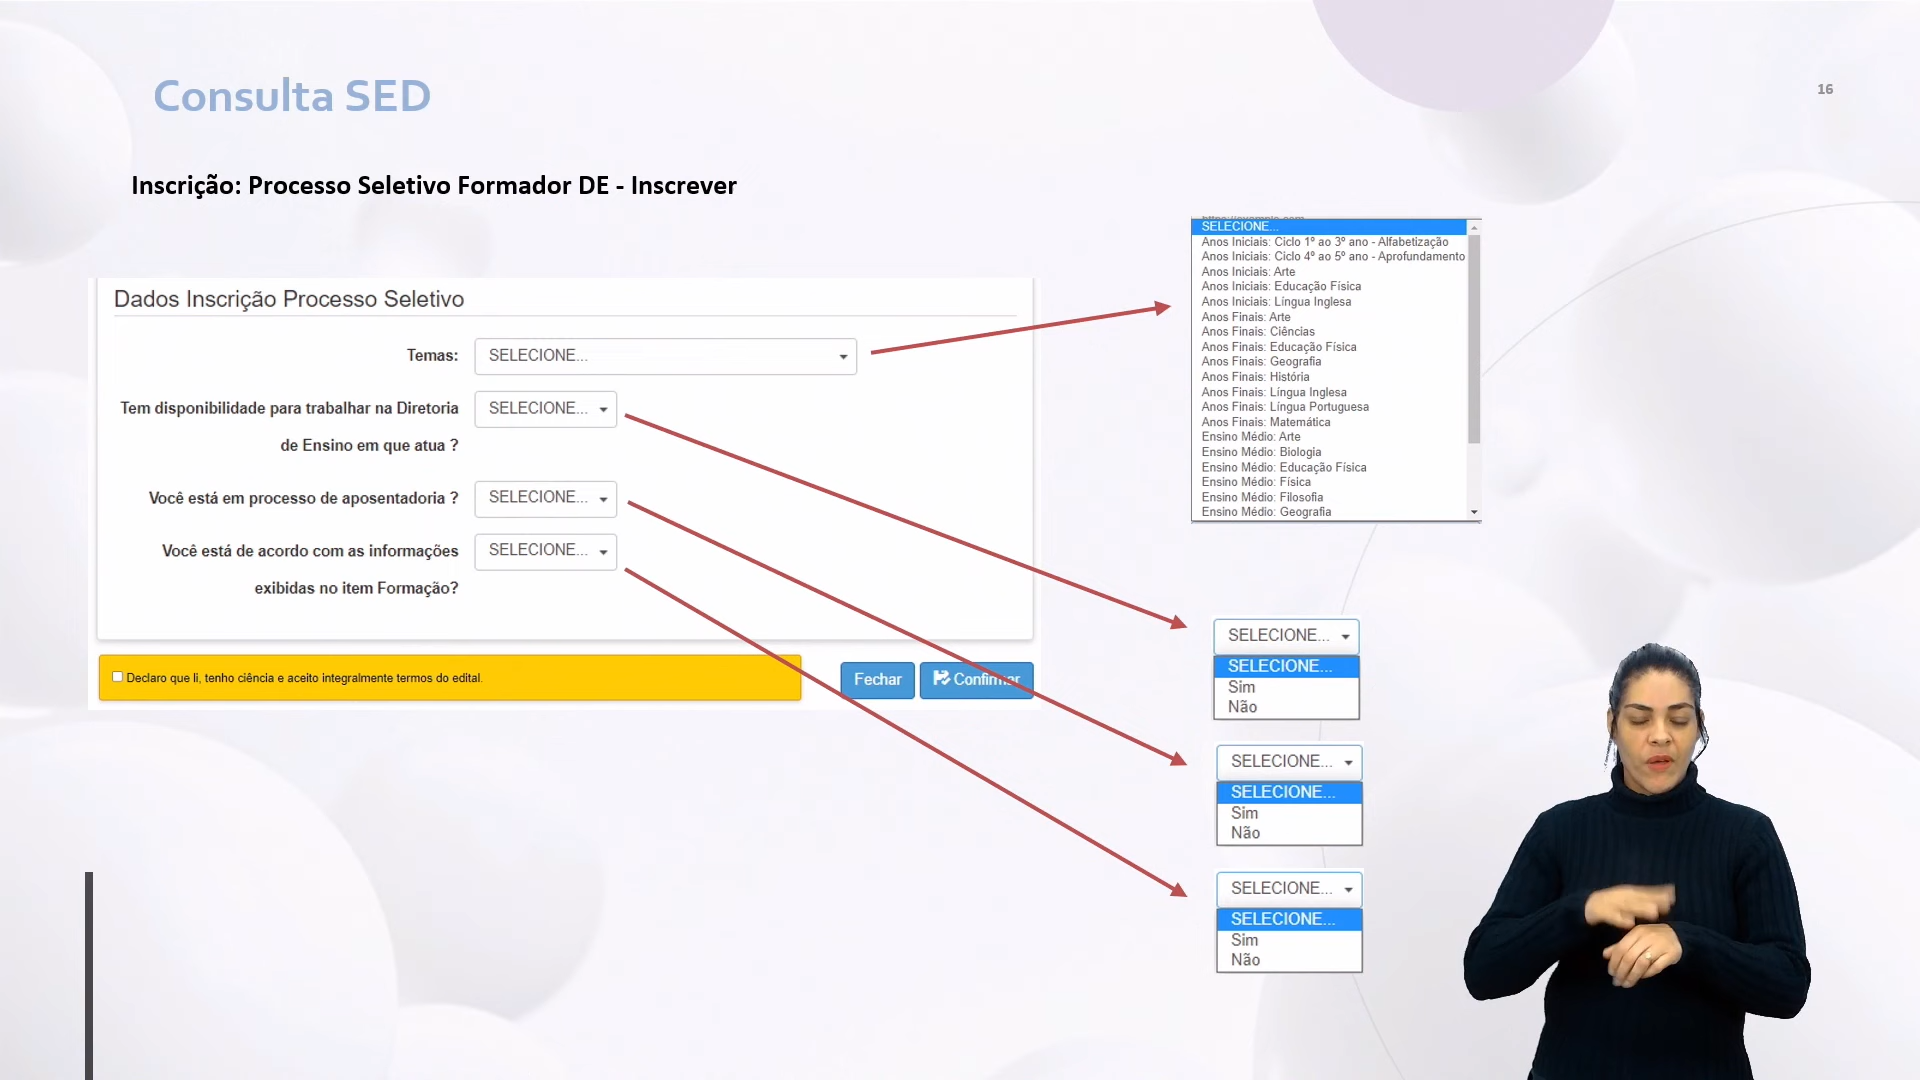 Consulta SED
16
Inscrição: Processo Seletivo Formador DE - Inscrever
Dados Inscrição Processo Seletivo
Temas: SELECIONE...
Tem disponibilidade para trabalhar na Diretoria SELECIONE...
de Ensino em que atua ?
Você está em processo de aposentadoria ? SELECIONE...
Você está de acordo com as informações SELECIONE...
exibidas no item Formação?
Declaro que li, tenho ciência e aceito integralmente termos do edital.
Fechar
Confirmar
SELECIONE...
Anos Iniciais: Ciclo 1º ao 3º ano - Alfabetização
Anos Iniciais: Ciclo 4º ao 5º ano - Aprofundamento
Anos Iniciais: Arte
Anos Iniciais: Educação Física
Anos Iniciais: Língua Inglesa
Anos Finais: Arte
Anos Finais: Ciências
Anos Finais: Educação Física
Anos Finais: Geografia
Anos Finais: História
Anos Finais: Língua Inglesa
Anos Finais: Língua Portuguesa
Anos Finais: Matemática
Ensino Médio: Arte
Ensino Médio: Biologia
Ensino Médio: Educação Física
Ensino Médio: Física
Ensino Médio: Filosofia
Ensino Médio: Geografia
SELECIONE...
SELECIONE...
Sim
Não
SELECIONE...
SELECIONE...
Sim
Não
SELECIONE...
SELECIONE...
Sim
Não